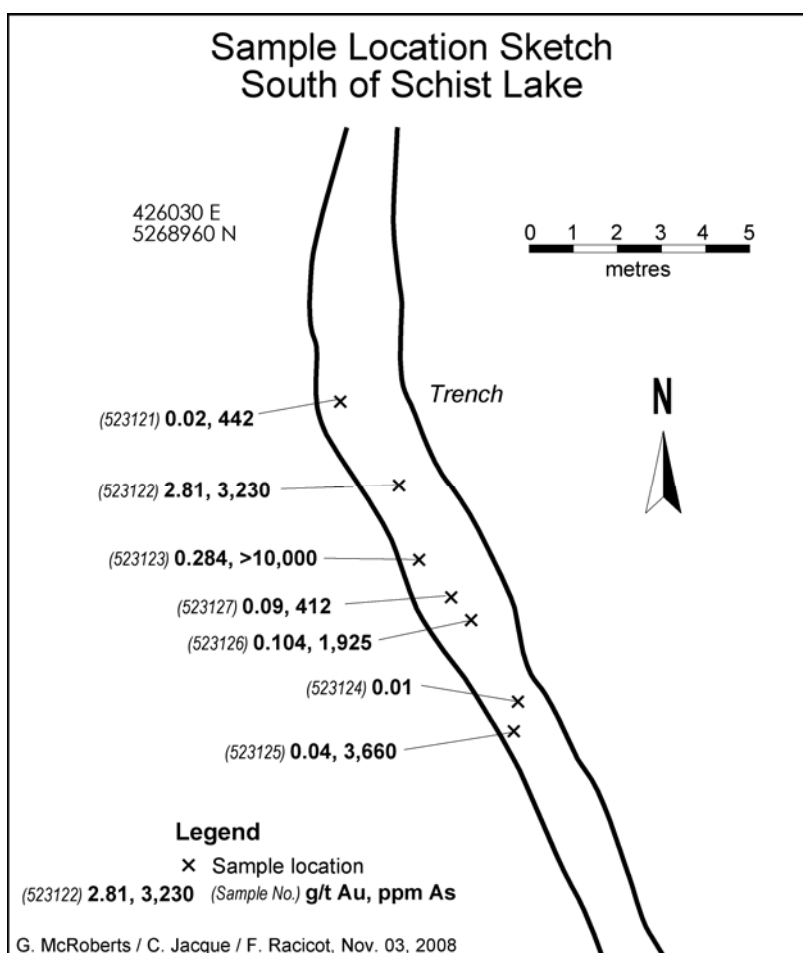 Sample Location Sketch
South of Schist Lake
426030 E
5268960 N
0 1 2 3 4 5
metres
Trench
N
(523121) 0.02, 442
(523122) 2.81, 3,230
(523123) 0.284, >10,000
(523127) 0.09, 412
(523126) 0.104, 1,925
(523124) 0.01
(523125) 0.04, 3,660
Legend
× Sample location
(523122) 2.81, 3,230 (Sample No.) g/t Au, ppm As
G. McRoberts / C. Jacque / F. Racicot, Nov. 03, 2008